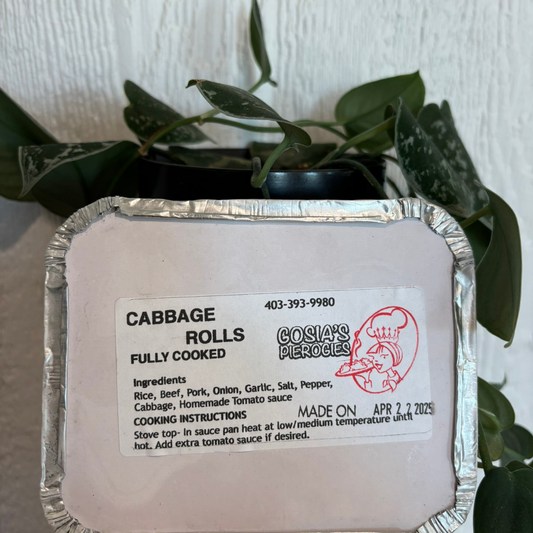 403-393-9980
CABBAGE
ROLLS
FULLY COOKED
GOSIA'S
PIEROGIES
Ingredients
Rice, Beef, Pork, Onion, Garlic, Salt, Pepper,
Cabbage, Homemade Tomato sauce
COOKING INSTRUCTIONS
MADE ON APR 22 2025
Stove top- in sauce pan heat at low/medium temperature until
hot. Add extra tomato sauce if desired.